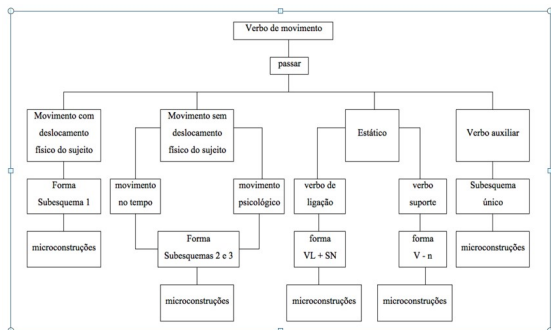 Verbo de movimento
passar
Movimento com
deslocamento
físico do sujeito
Movimento sem
deslocamento
físico do sujeito
Estático
Verbo auxiliar
Forma
Subesquema 1
movimento
no tempo
movimento
psicológico
verbo de
ligação
verbo
suporte
Subesquema
único
microconstruções
Forma
Subesquemas 2 e 3
forma
VL + SN
forma
V - n
microconstruções
microconstruções
microconstruções
microconstruções